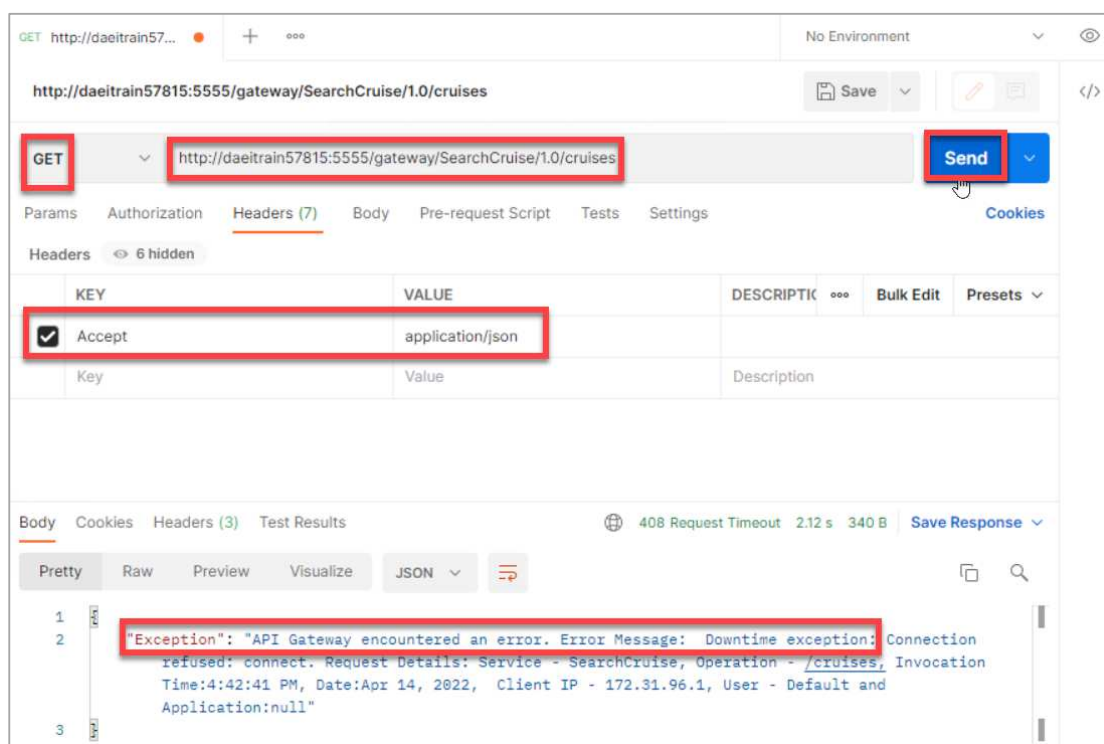 GET http://daeitrain57... + ooo No Environment
http://daeitrain57815:5555/gateway/SearchCruise/1.0/cruises Save </>
GET http://daeitrain57815:5555/gateway/SearchCruise/1.0/cruises Send
Params Authorization Headers (7) Body Pre-request Script Tests Settings Cookies
Headers 6 hidden
KEY VALUE DESCRIPTIC ooo Bulk Edit Presets
Accept application/json
Key Value Description
Body Cookies Headers (3) Test Results 408 Request Timeout 2.12 s 340 B Save Response
Pretty Raw Preview Visualize JSON
1 {
2 "Exception": "API Gateway encountered an error. Error Message:  Downtime exception: Connection
refused: connect. Request Details: Service - SearchCruise, Operation - /cruises, Invocation
Time:4:42:41 PM, Date:Apr 14, 2022,  Client IP - 172.31.96.1, User - Default and
Application:null"
3 }